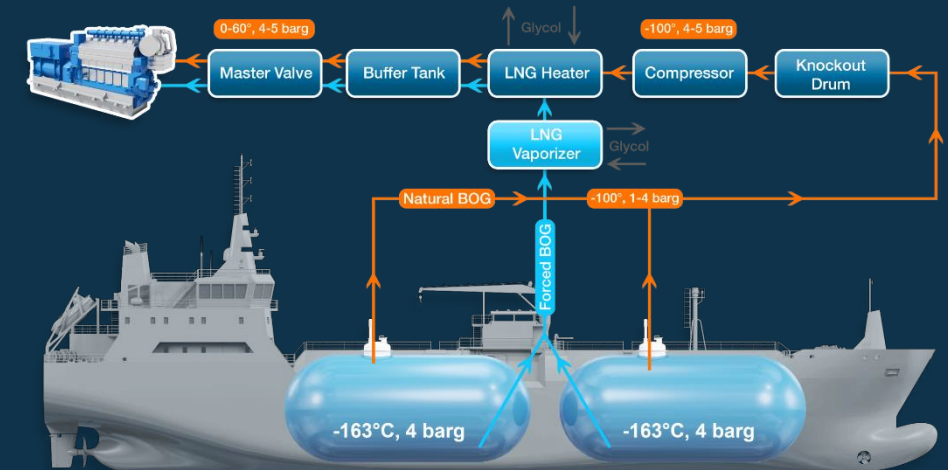 0-60°, 4-5 barg
Glycol
-100°, 4-5 barg
Master Valve
Buffer Tank
LNG Heater
Compressor
Knockout
Drum
LNG
Vaporizer
Glycol
Natural BOG
-100°, 1-4 barg
Forced BOG
-163°C, 4 barg
-163°C, 4 barg